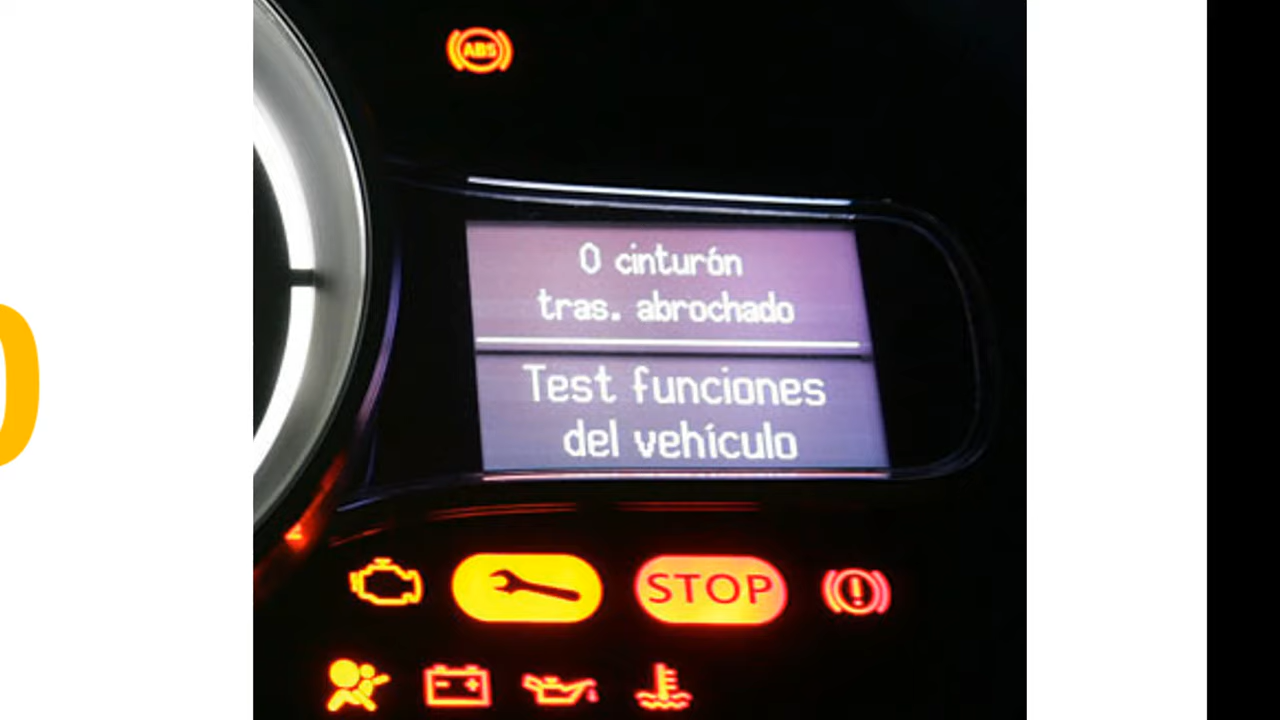 ABS
0 cinturón
tras. abrochado
Test funciones
del vehículo
STOP